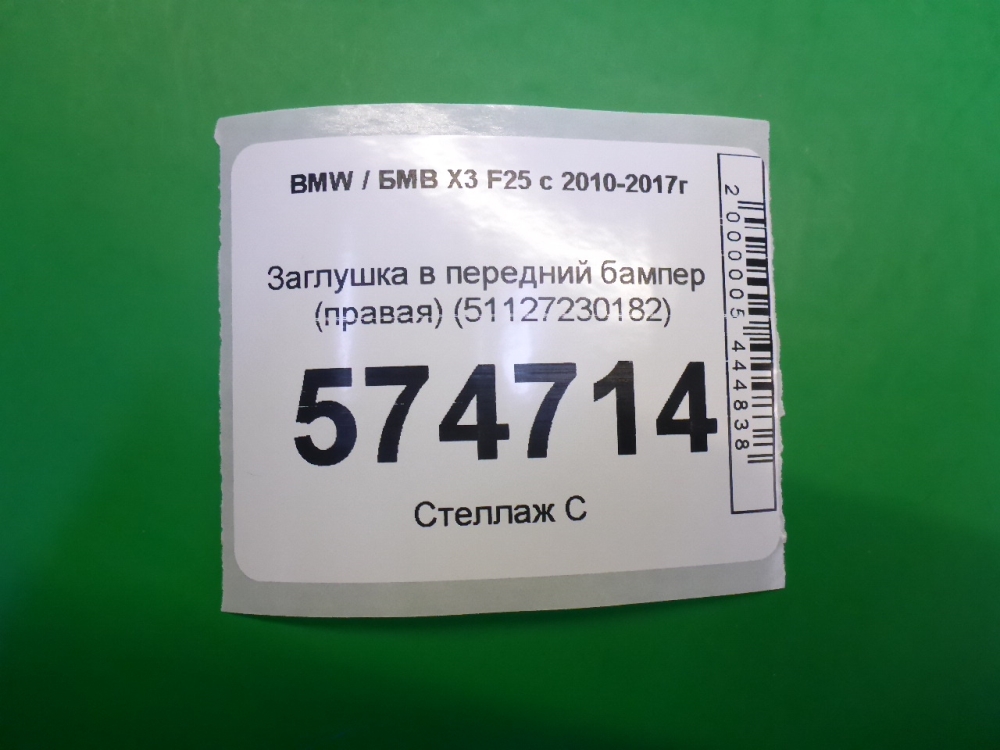 BMW / БМВ X3 F25 с 2010-2017г
Заглушка в передний бампер
(правая) (51127230182)
574714
Стеллаж С
2000005444838